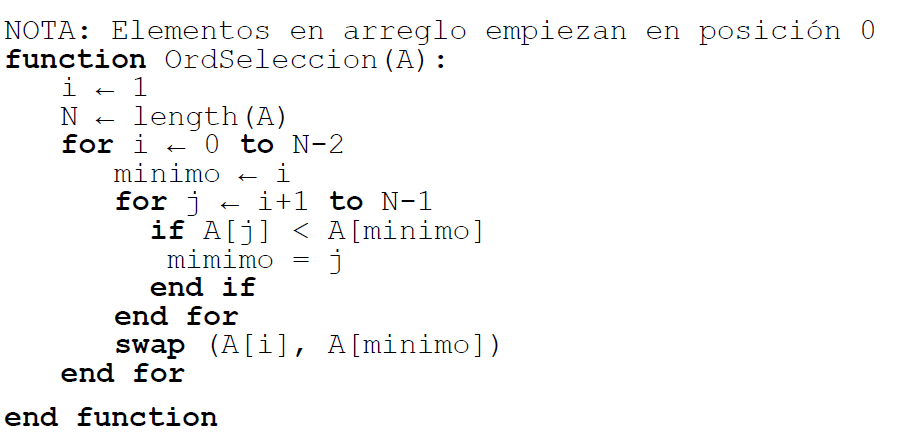 NOTA: Elementos en arreglo empiezan en posición 0
function OrdSeleccion(A):
i ← 1
N ← length(A)
for i ← 0 to N-2
minimo ← i
for j ← i+1 to N-1
if A[j] < A[minimo]
mimimo = j
end if
end for
swap (A[i], A[minimo])
end for
end function